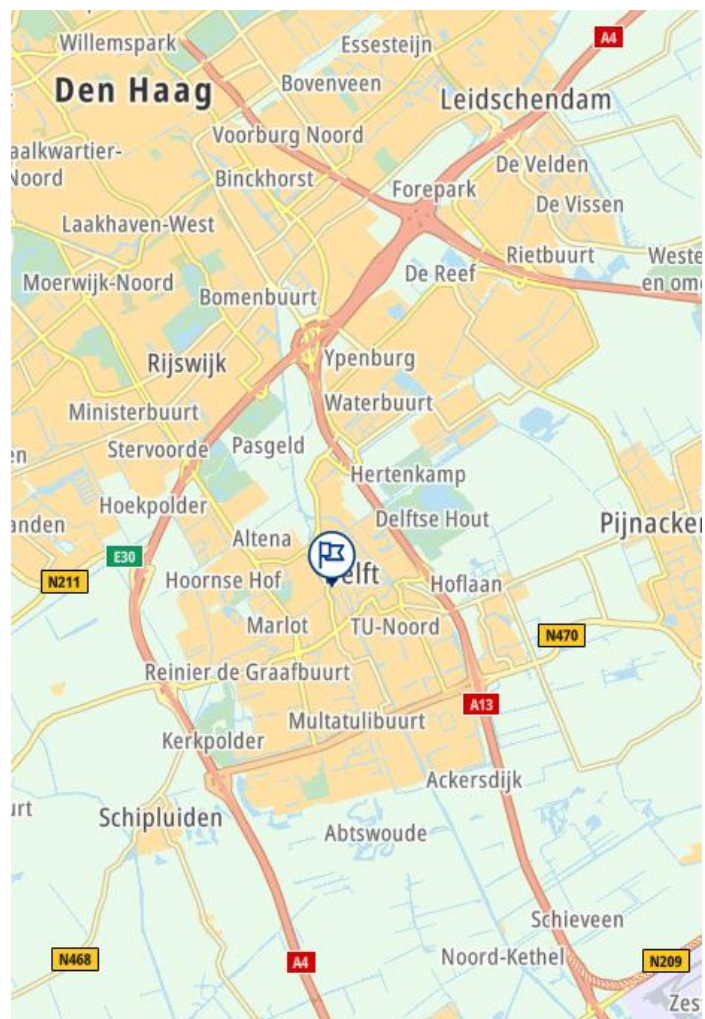 Willemspark
Essesteijn
A4
Den Haag
Bovenveen
Leidschendam
Voorburg Noord
aalkwartier-
Noord
Binckhorst
De Velden
Forepark
De Vissen
Laakhaven-West
Rietbuurt
Weste
en om
De Reef
Moerwijk-Noord
Bomenbuurt
Rijswijk
Ypenburg
Ministerbuurt
Waterbuurt
Stervoorde
Pasgeld
en
Hertenkamp
Hoekpolder
Delftse Hout
anden
Pijnacker
Altena
E30
N211
Hoornse Hof
elft
Hoflaan
Marlot
TU-Noord
N470
Reinier de Graafbuurt
A13
Multatulibuurt
Kerkpolder
Ackersdijk
urt
Schipluiden
Abtswoude
Schieveen
N468
A4
Noord-Kethel
N209
Zest